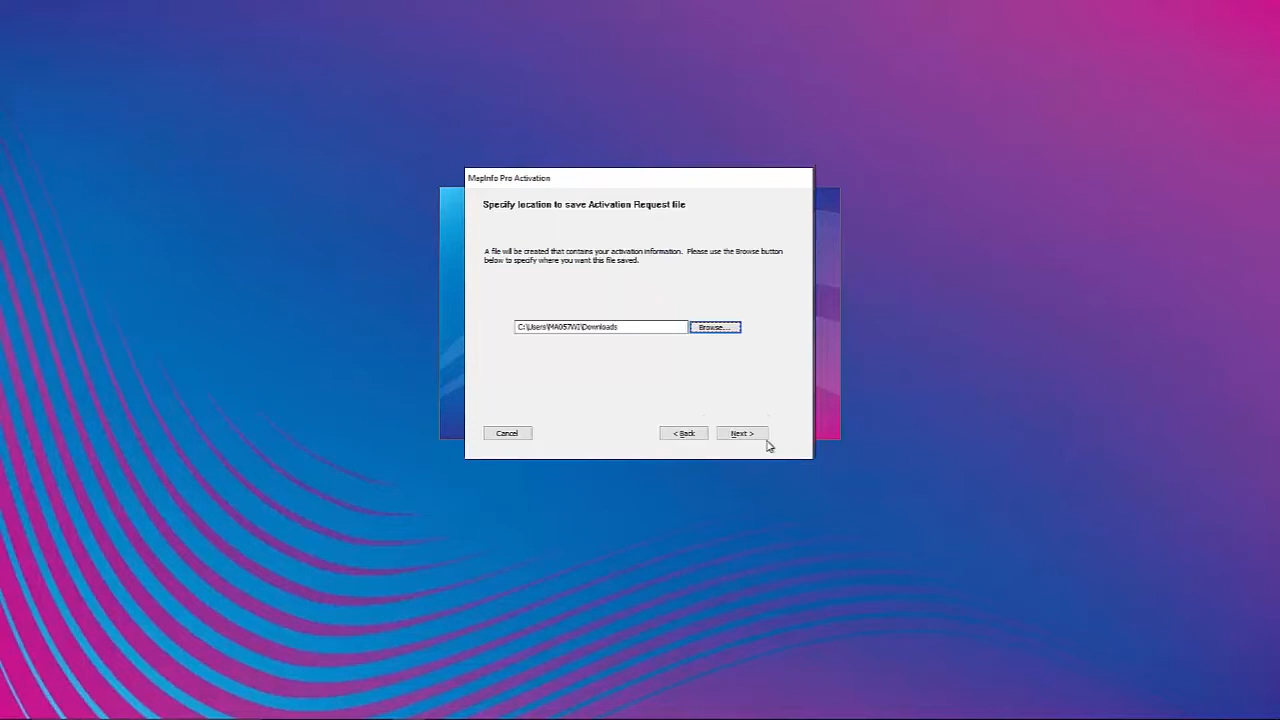 MapInfo Pro Activation
Specify location to save Activation Request file
A file will be created that contains your activation information. Please use the Browse button
below to specify where you want this file saved.
C:\Users\MA057WI\Downloads
Browse...
Cancel
< Back
Next >